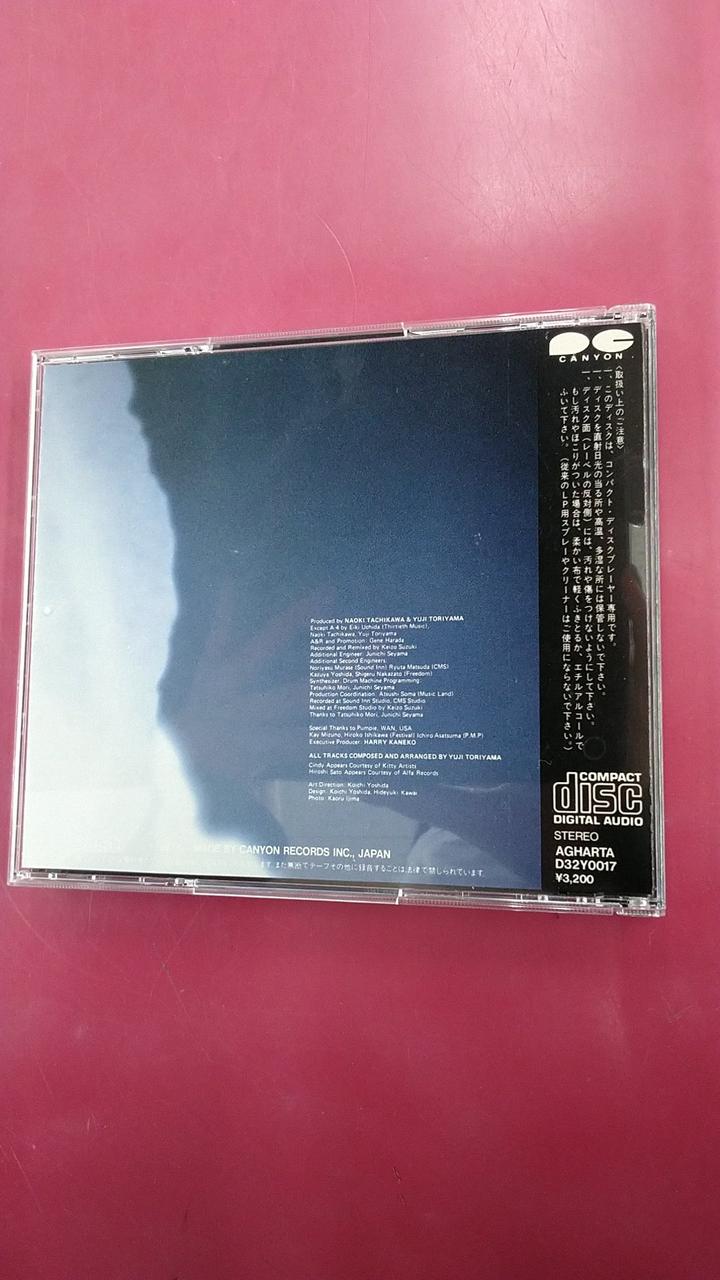 Produced by NAOKI TACHIKAWA & YUJI TORIYAMA
Except A-4 by Eiki Uchida (Thirtieth Music),
Naoki Tachikawa, Yuji Toriyama
A&R and Promotion: Gene Harada
Recorded and Remixed by Keizo Suzuki
Additional Engineer: Junichi Seyama
Additional Second Engineers:
Noriyasu Murase (Sound Inn) Ryuta Matsuda (CMS)
Kazuya Yoshida, Shigeru Nakazato (Freedom)
Synthesizer, Drum Machine Programming:
Tatsuhiko Mori, Junichi Seyama
Production Coordination: Atsushi Soma (Music Land)
Recorded at Sound Inn Studio, CMS Studio
Mixed at Freedom Studio by Keizo Suzuki
Thanks to Tatsuhiko Mori, Junichi Seyama
Special Thanks to Pumpie, WAN, USA
Kay Mizuno, Hiroko Ishikawa (Festival) Ichiro Asatsuma (P.M.P)
Executive Producer: HARRY KANEKO
ALL TRACKS COMPOSED AND ARRANGED BY YUJI TORIYAMA
Cindy Appears Courtesy of Kitty Artists
Hiroshi Sato Appears Courtesy of Alfa Records
Art Direction: Koichi Yoshida
Design: Koichi Yoshida, Hideyuki Kawai
Photo: Kaoru Ijima
MADE BY CANYON RECORDS INC., JAPAN
ます。また無断でテープその他に録音することは法律で禁じられています。
CANYON
〈取扱い上のご注意〉
一、このディスクは、コンパクト・ディスクプレーヤー専用です。
一、ディスクを直射日光の当る所や高温、多湿な所には保管しないで下さい。
一、ディスク面(レーベルの反対側)には、汚れや傷をつけないようにして下さい。
もし汚れやほこりがついた場合は、柔かい布で軽くふきとるか、エチルアルコールで
ふいて下さい。(従来のLP用スプレーやクリーナーはご使用にならないで下さい。)
COMPACT
disc
DIGITAL AUDIO
STEREO
AGHARTA
D32Y0017
¥3,200